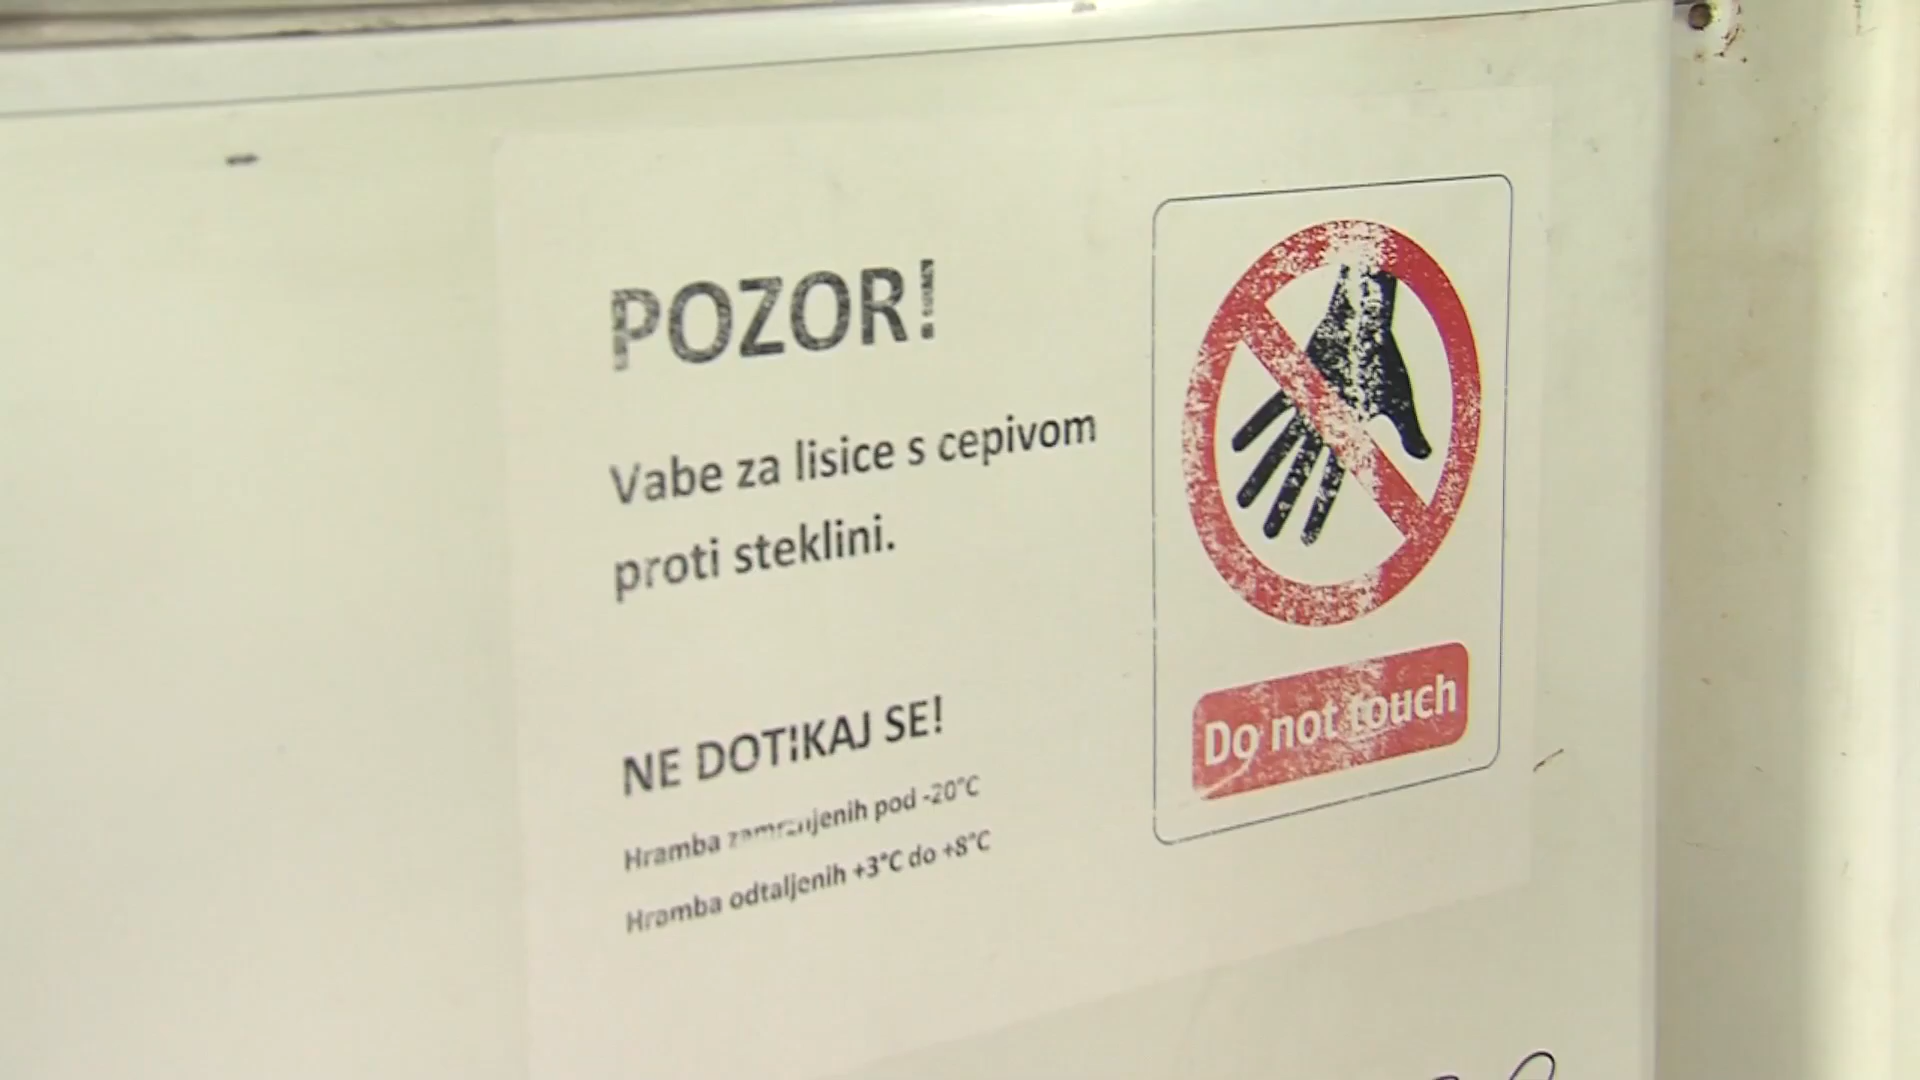 POZOR!
Vabe za lisice s cepivom
proti steklini.
NE DOTIKAJ SE!
Hramba zamrzujenih pod -20°C
Hramba odtaljenih +3°C do +8°C
Do not touch